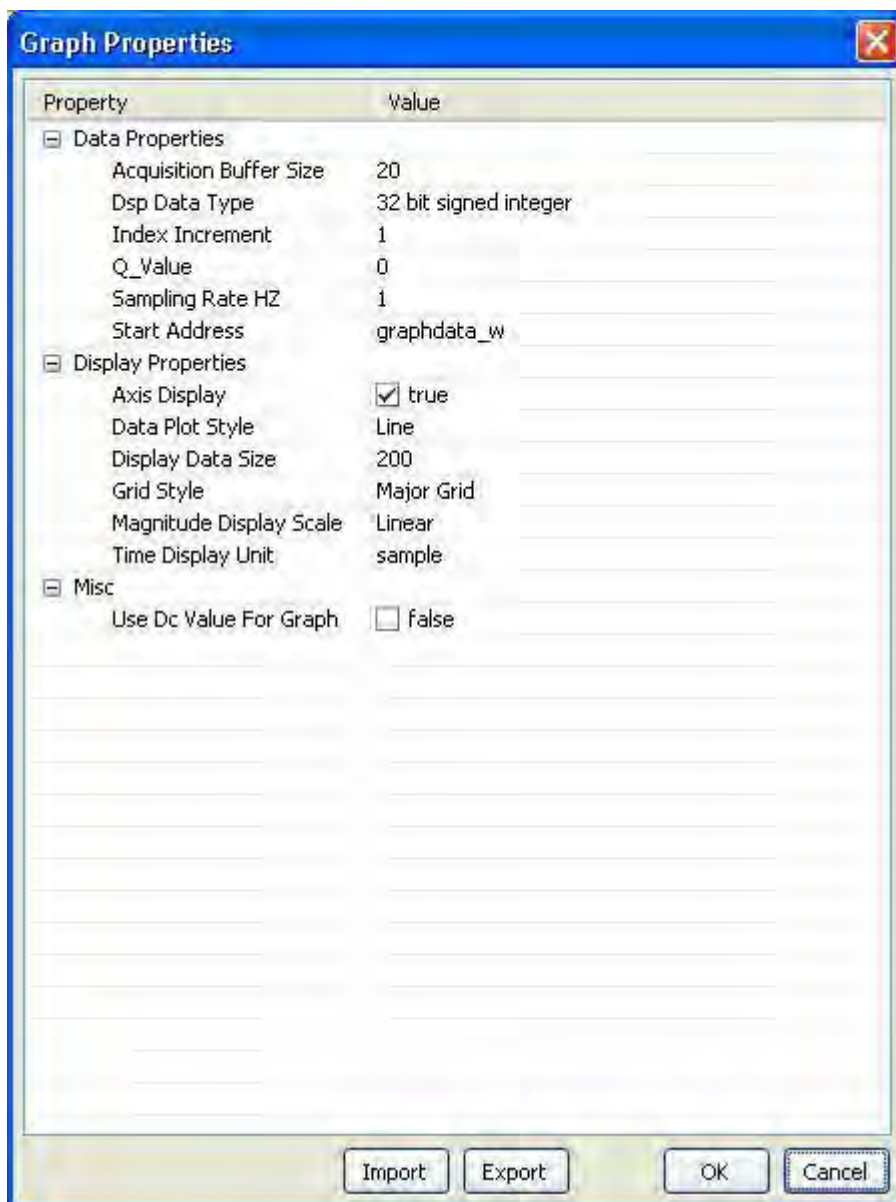 Graph Properties
Property Value
Data Properties
Acquisition Buffer Size 20
Dsp Data Type 32 bit signed integer
Index Increment 1
Q_Value 0
Sampling Rate HZ 1
Start Address graphdata_w
Display Properties
Axis Display true
Data Plot Style Line
Display Data Size 200
Grid Style Major Grid
Magnitude Display Scale Linear
Time Display Unit sample
Misc
Use Dc Value For Graph false
Import Export OK Cancel